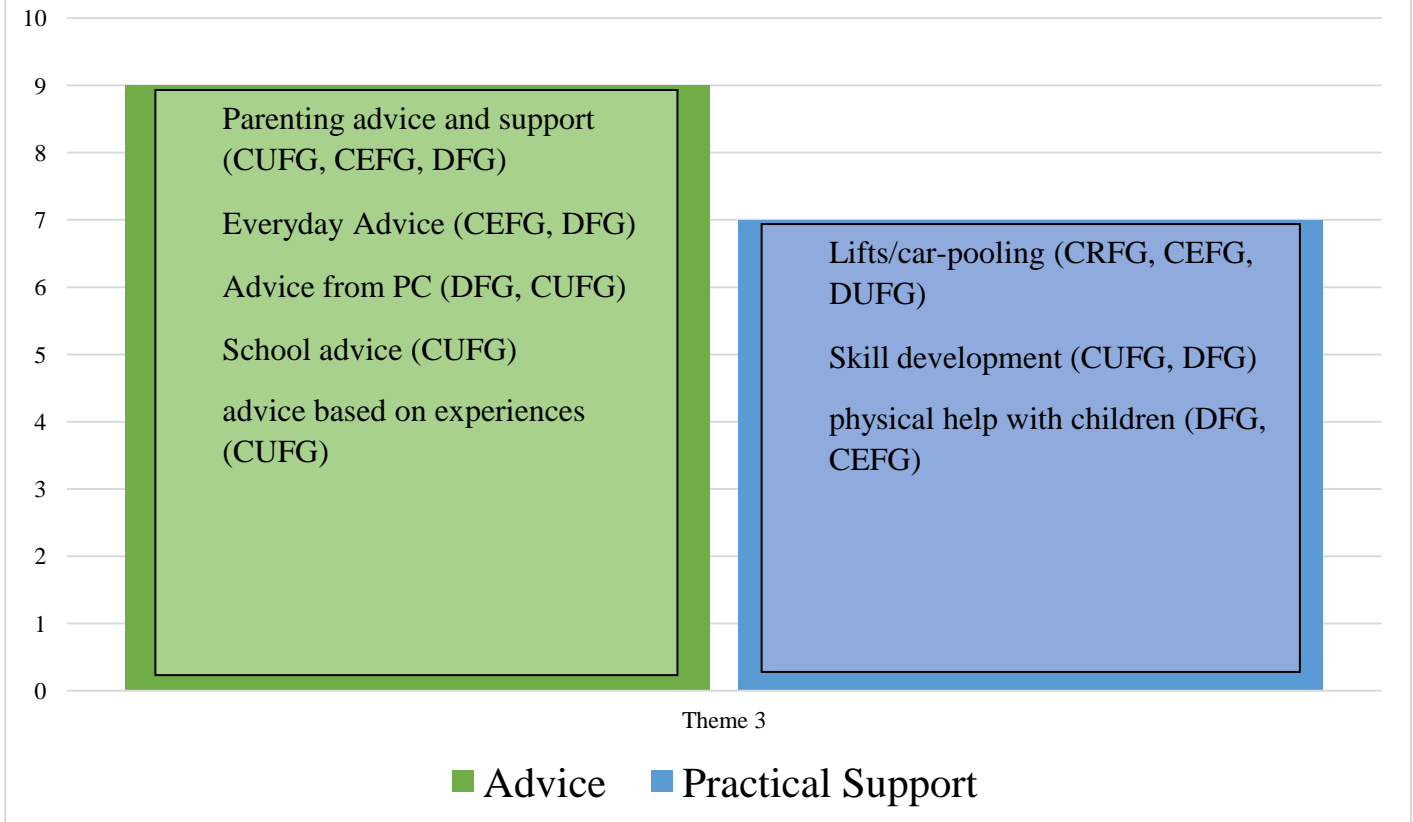 10
9
8
7
6
5
4
3
2
1
0
Parenting advice and support
(CUFG, CEFG, DFG)
Everyday Advice (CEFG, DFG)
Advice from PC (DFG, CUFG)
School advice (CUFG)
advice based on experiences
(CUFG)
Lifts/car-pooling (CRFG, CEFG,
DUFG)
Skill development (CUFG, DFG)
physical help with children (DFG,
CEFG)
Theme 3
Advice Practical Support